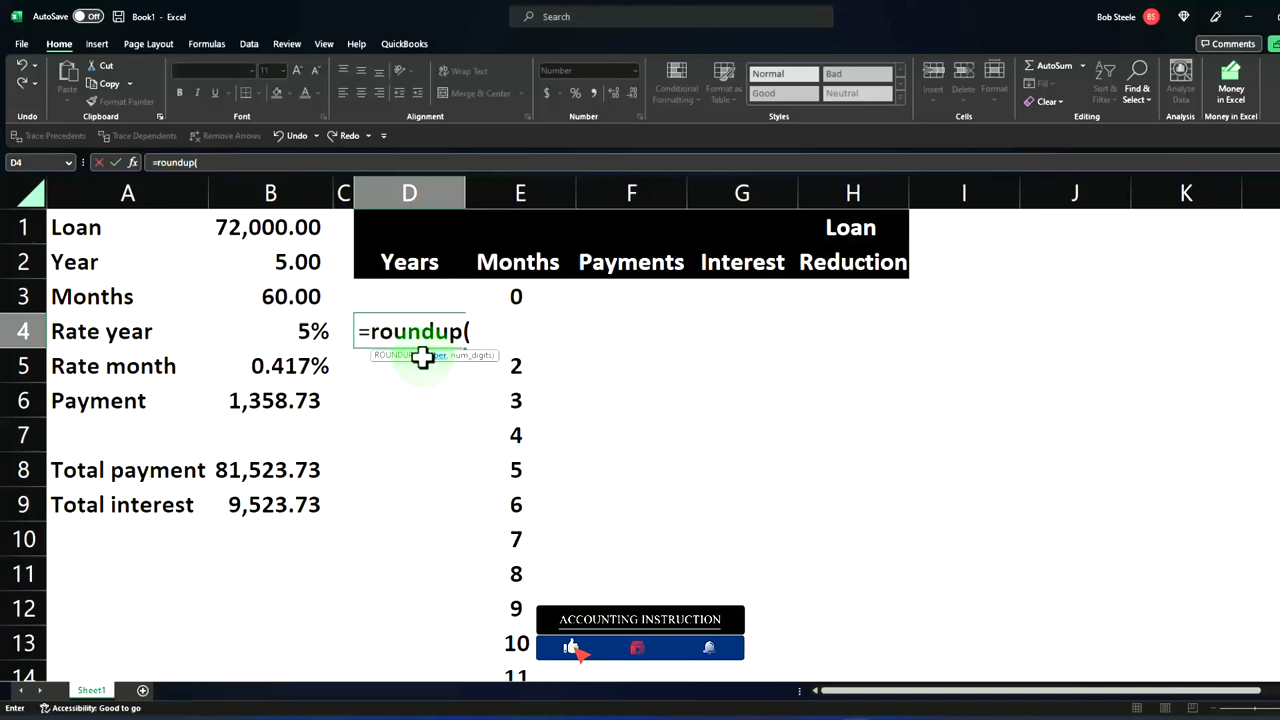 AutoSave Off Book1 - Excel Search Bob Steele BS
File Home Insert Page Layout Formulas Data Review View Help QuickBooks Comments
Cut
Copy
Format Painter
Paste
11
Wrap Text
Merge & Center
Number
Conditional Formatting
Format as Table
Normal Bad
Good Neutral
Insert Delete Format
AutoSum
Fill
Clear
Sort & Filter
Find & Select
Analyze Data
Money in Excel
Undo Clipboard Font Alignment Number Styles Cells Editing Analysis Money in Excel
Trace Precedents Trace Dependents Remove Arrows Undo Redo
D4 fx =roundup(
A B C D E F G H I J K
1 Loan 72,000.00 Loan
2 Year 5.00 Years Months Payments Interest Reduction
3 Months 60.00 0
4 Rate year 5% =roundup(
num_digits)
5 Rate month 0.417% 2
6 Payment 1,358.73 3
7 4
8 Total payment 81,523.73 5
9 Total interest 9,523.73 6
10 7
11 8
12 9
ACCOUNTING INSTRUCTION
13 10
14 11
Sheet1
Enter Accessibility: Good to go